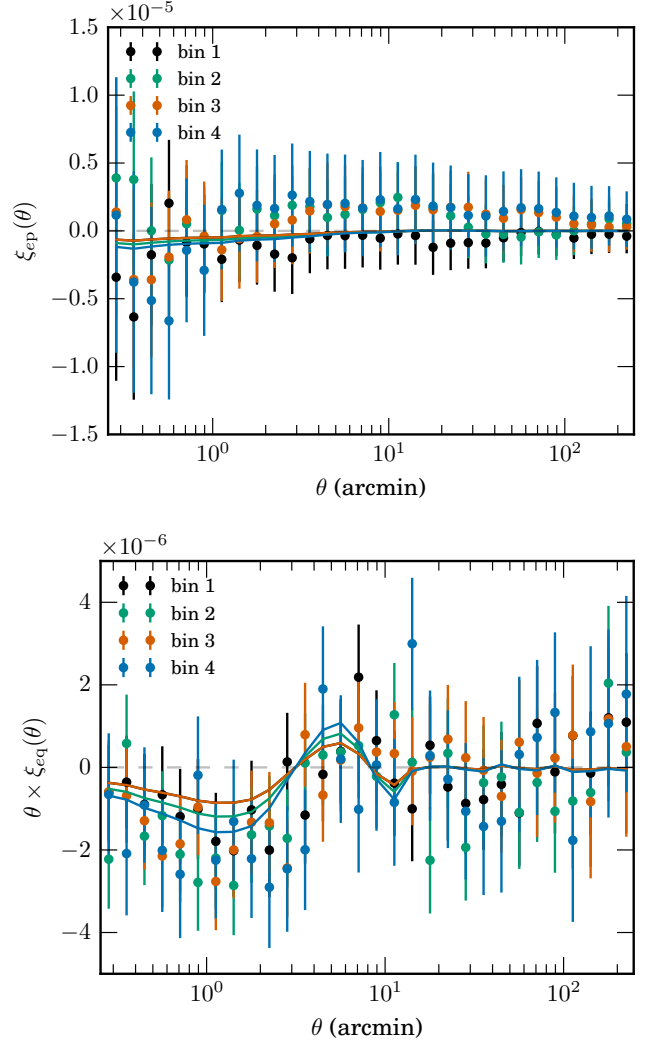 ×10⁻⁵
1.5
1.0
0.5
0.0
−0.5
−1.0
−1.5
ξep(θ)
bin 1
bin 2
bin 3
bin 4
10⁰
10¹
10²
θ (arcmin)
×10⁻⁶
4
2
0
−2
−4
θ × ξeq(θ)
bin 1
bin 2
bin 3
bin 4
10⁰
10¹
10²
θ (arcmin)